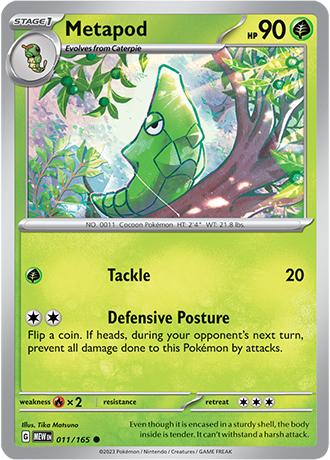 STAGE 1
Metapod
HP 90
Evolves from Caterpie
NO. 0011 Cocoon Pokémon HT: 2'4" WT: 21.8 lbs.
Tackle 20
Defensive Posture
Flip a coin. If heads, during your opponent's next turn,
prevent all damage done to this Pokémon by attacks.
weakness ×2 resistance retreat
Illus. Tika Matsuno
G MEW EN 011/165
Even though it is encased in a sturdy shell, the body
inside is tender. It can't withstand a harsh attack.
©2023 Pokémon / Nintendo / Creatures / GAME FREAK